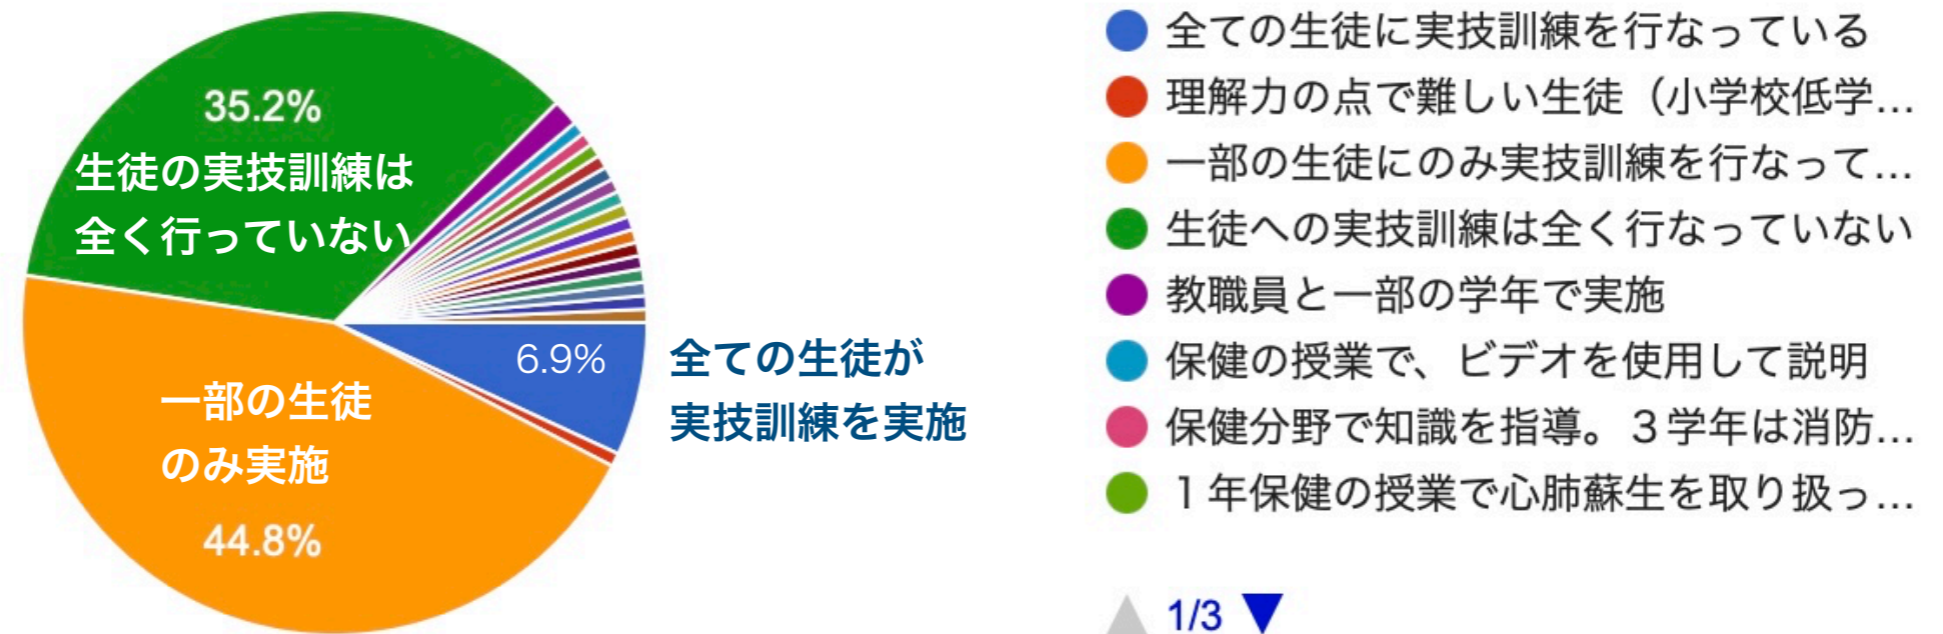 35.2%
生徒の実技訓練は
全く行っていない
6.9%
全ての生徒が
実技訓練を実施
一部の生徒
のみ実施
44.8%
全ての生徒に実技訓練を行なっている
理解力の点で難しい生徒（小学校低学...
一部の生徒にのみ実技訓練を行なって...
生徒への実技訓練は全く行なっていない
教職員と一部の学年で実施
保健の授業で、ビデオを使用して説明
保健分野で知識を指導。３学年は消防...
１年保健の授業で心肺蘇生を取り扱っ...
1/3